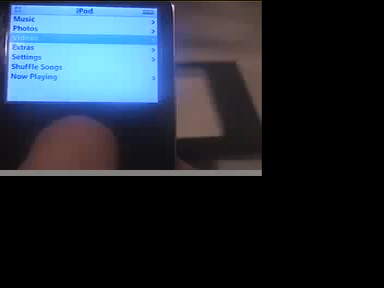 iPod
Music
Photos
Videos
Extras
Settings
Shuffle Songs
Now Playing